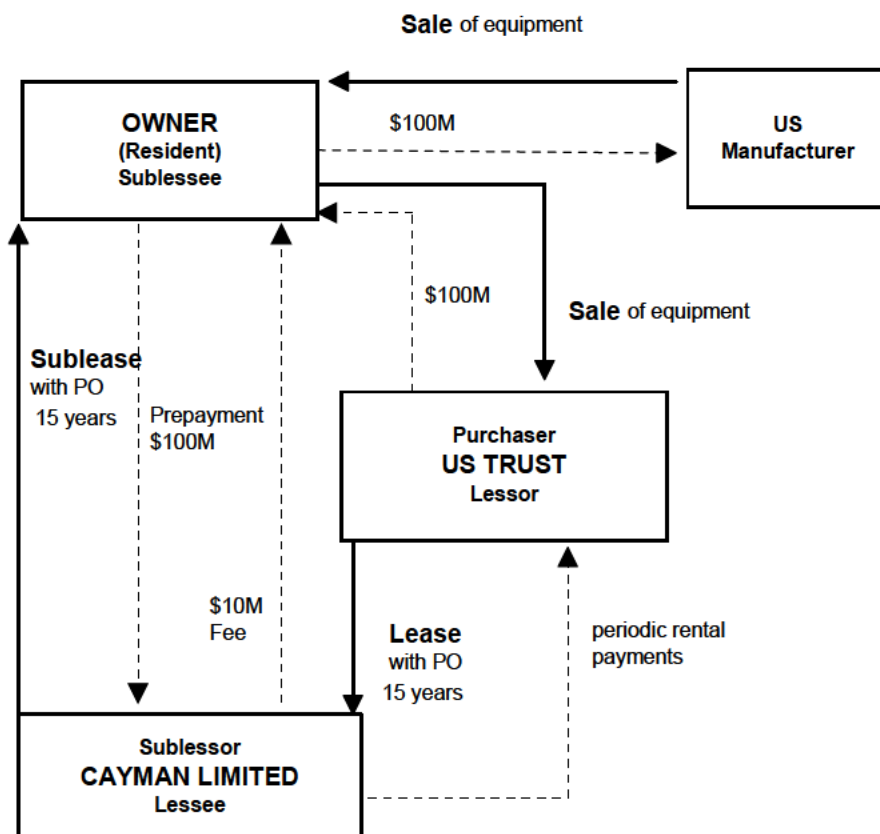 Sale of equipment
OWNER
(Resident)
Sublessee
$100M
US
Manufacturer
$100M
Sale of equipment
Sublease
with PO
15 years
Prepayment
$100M
Purchaser
US TRUST
Lessor
$10M
Fee
Lease
with PO
15 years
periodic rental
payments
Sublessor
CAYMAN LIMITED
Lessee